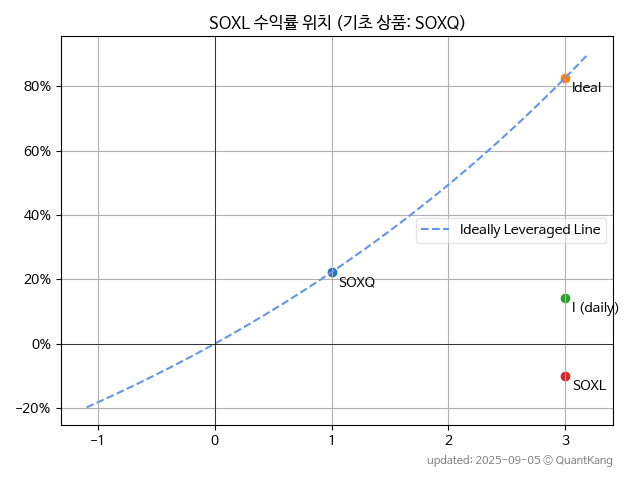 SOXL 수익률 위치 (기초 상품: SOXQ)
80%
60%
40%
20%
0%
-20%
-1
0
1
2
3
Ideal
Ideally Leveraged Line
SOXQ
I (daily)
SOXL
updated: 2025-09-05 © QuantKang